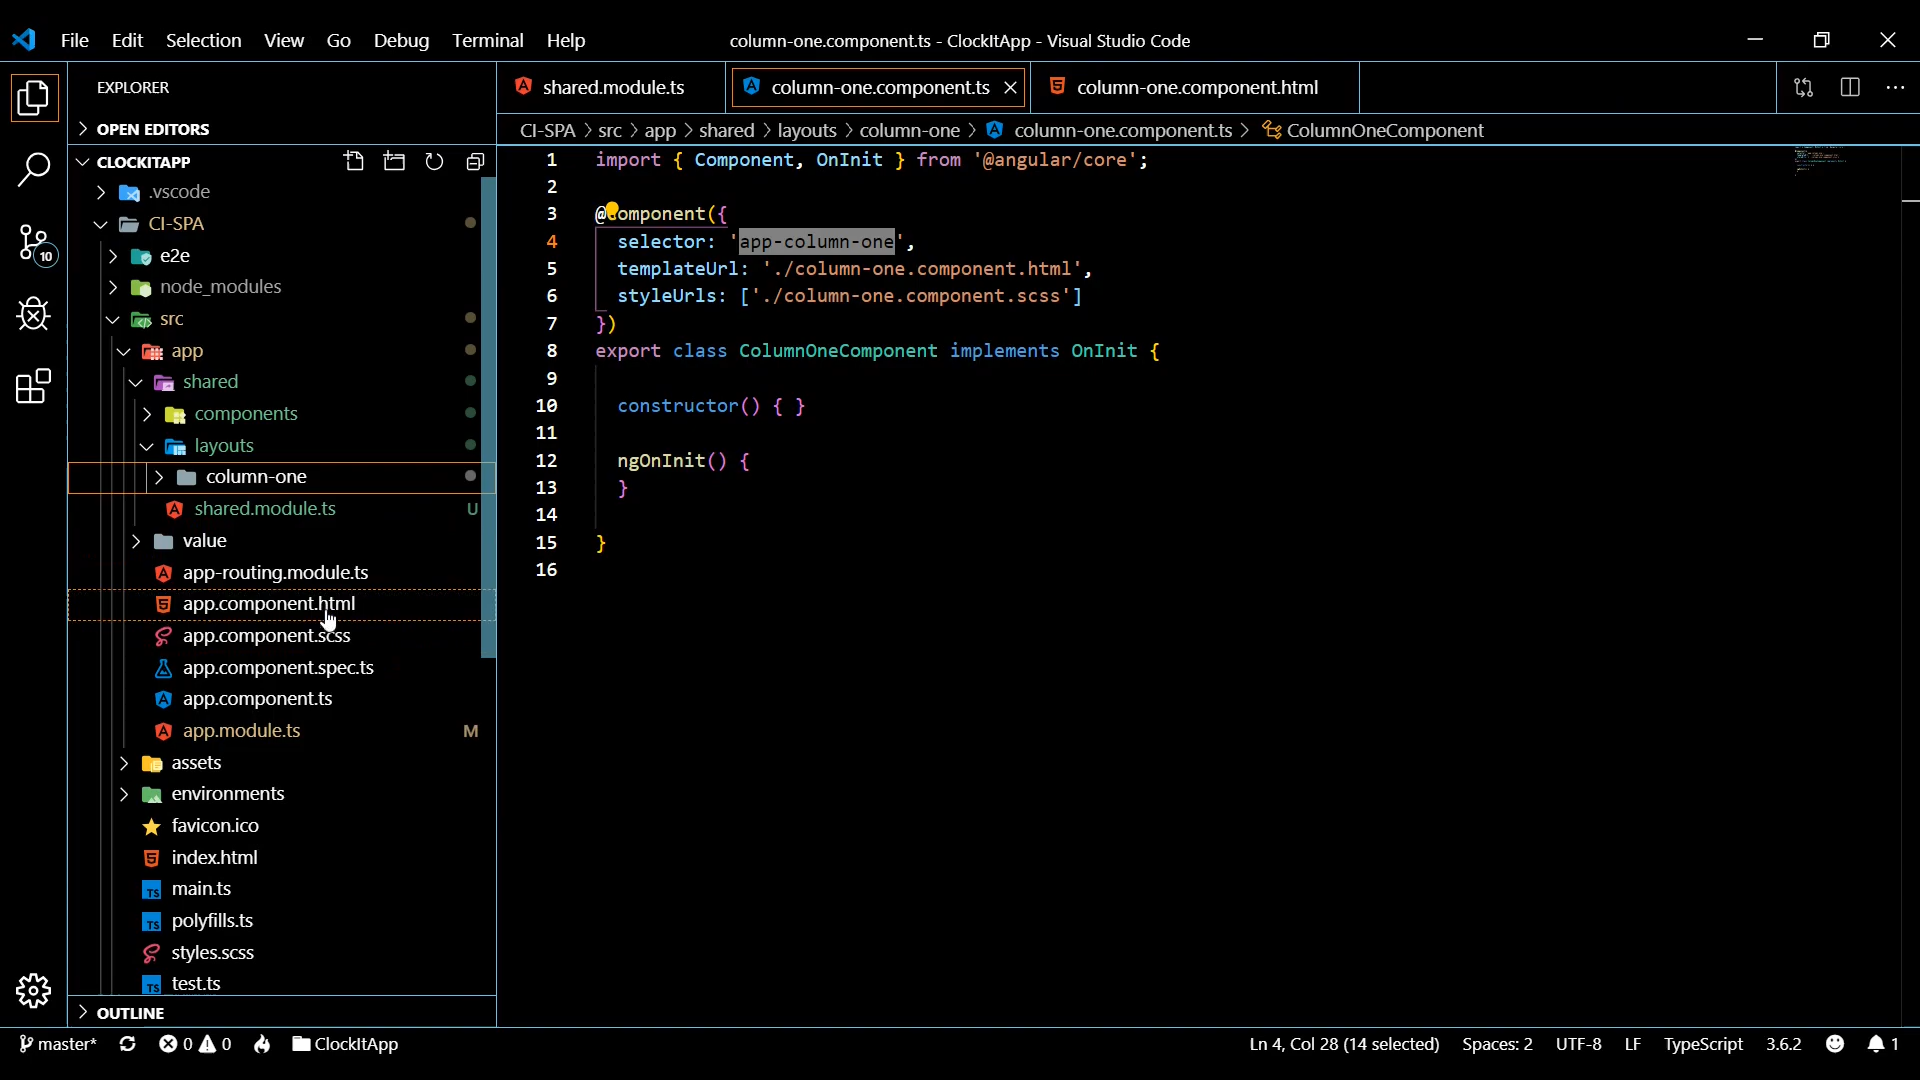 File Edit Selection View Go Debug Terminal Help
column-one.component.ts - ClockItApp - Visual Studio Code
EXPLORER
OPEN EDITORS
CLOCKITAPP
.vscode
CI-SPA
e2e
node_modules
src
app
shared
components
layouts
column-one
shared.module.ts U
value
app-routing.module.ts
app.component.html
app.component.scss
app.component.spec.ts
app.component.ts
app.module.ts M
assets
environments
favicon.ico
index.html
main.ts
polyfills.ts
styles.scss
test.ts
OUTLINE
10
shared.module.ts column-one.component.ts column-one.component.html
CI-SPA > src > app > shared > layouts > column-one > column-one.component.ts > ColumnOneComponent
1 import { Component, OnInit } from '@angular/core';
2
3 @Component({
4 selector: 'app-column-one',
5 templateUrl: './column-one.component.html',
6 styleUrls: ['./column-one.component.scss']
7 })
8 export class ColumnOneComponent implements OnInit {
9
10 constructor() { }
11
12 ngOnInit() {
13 }
14
15 }
16
master* 0 0 ClockItApp
Ln 4, Col 28 (14 selected) Spaces: 2 UTF-8 LF TypeScript 3.6.2 1